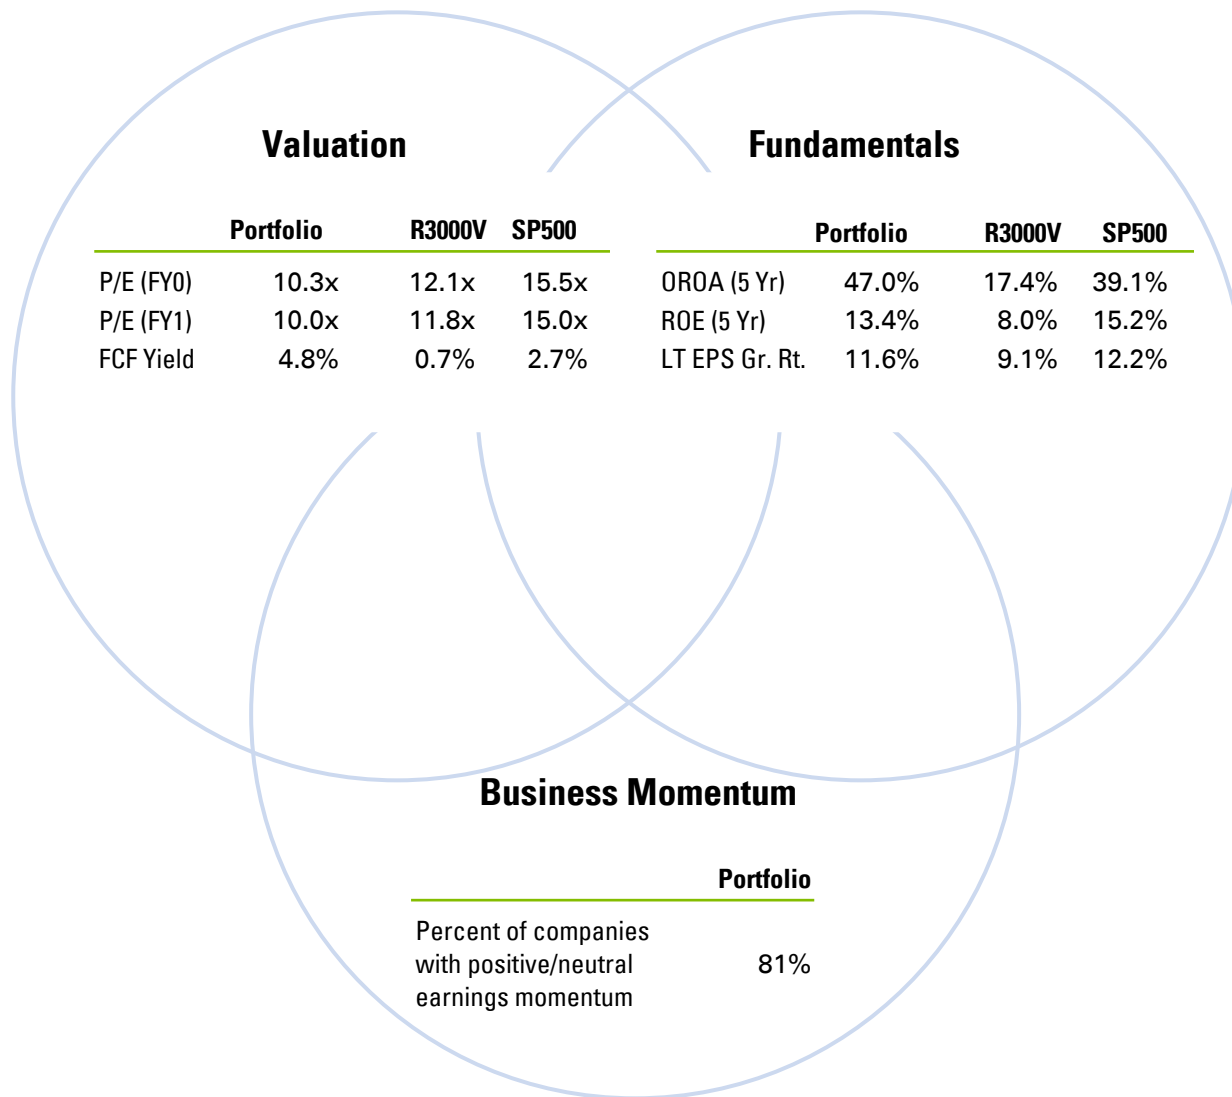 Valuation
Portfolio R3000V SP500
P/E (FY0) 10.3x 12.1x 15.5x
P/E (FY1) 10.0x 11.8x 15.0x
FCF Yield 4.8% 0.7% 2.7%
Fundamentals
Portfolio R3000V SP500
OROA (5 Yr) 47.0% 17.4% 39.1%
ROE (5 Yr) 13.4% 8.0% 15.2%
LT EPS Gr. Rt. 11.6% 9.1% 12.2%
Business Momentum
Portfolio
Percent of companies
with positive/neutral 81%
earnings momentum